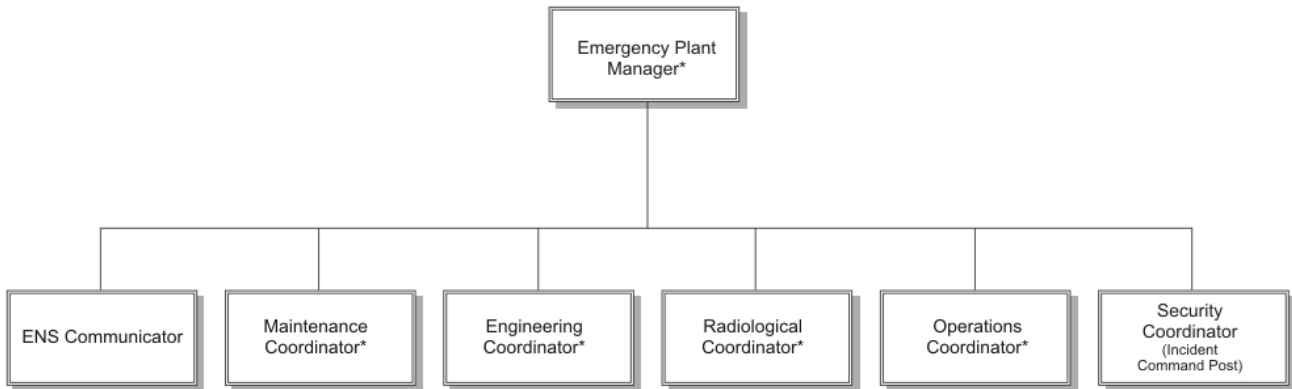 Emergency Plant
Manager*
ENS Communicator
Maintenance
Coordinator*
Engineering
Coordinator*
Radiological
Coordinator*
Operations
Coordinator*
Security
Coordinator
(Incident
Command Post)